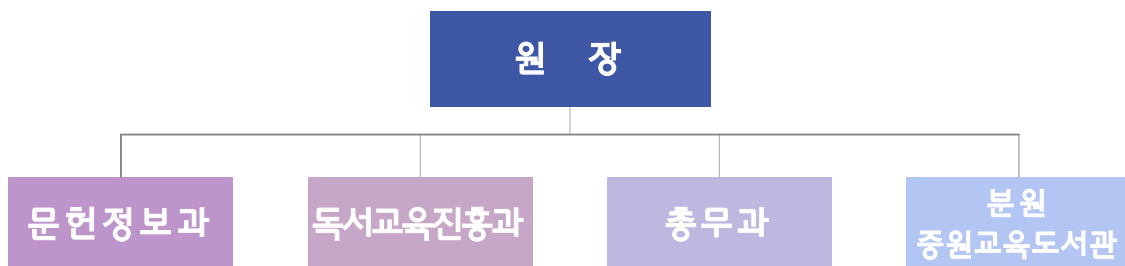 원 장
문헌정보과
독서교육진흥과
총무과
분원
중원교육도서관